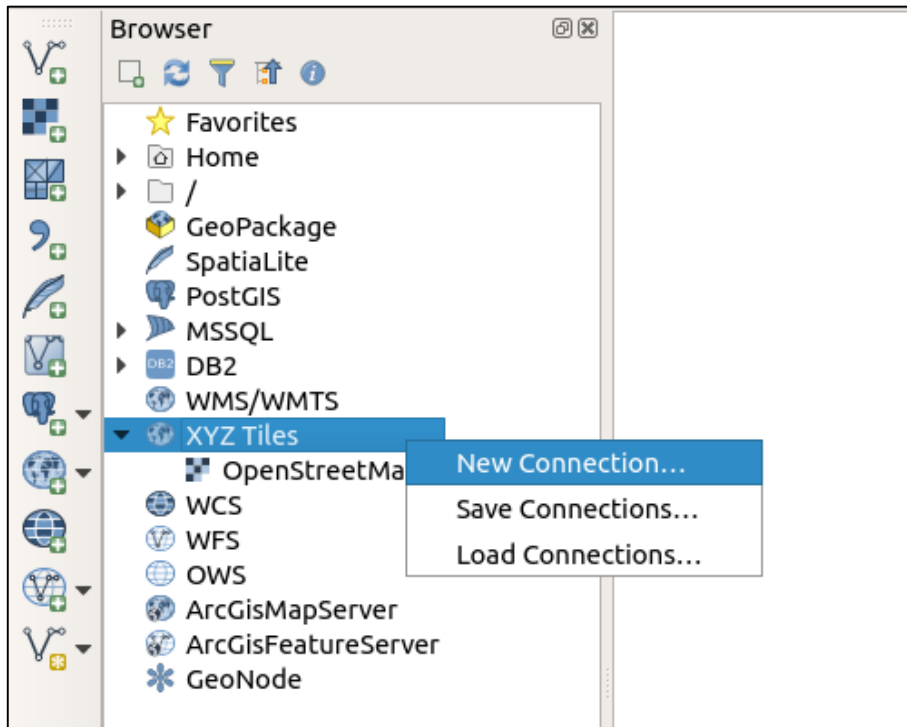 Browser
Favorites
Home
/
GeoPackage
SpatiaLite
PostGIS
MSSQL
DB2 DB2
WMS/WMTS
XYZ Tiles
OpenStreetMa
New Connection...
Save Connections...
Load Connections...
WCS
WFS
OWS
ArcGisMapServer
ArcGisFeatureServer
GeoNode